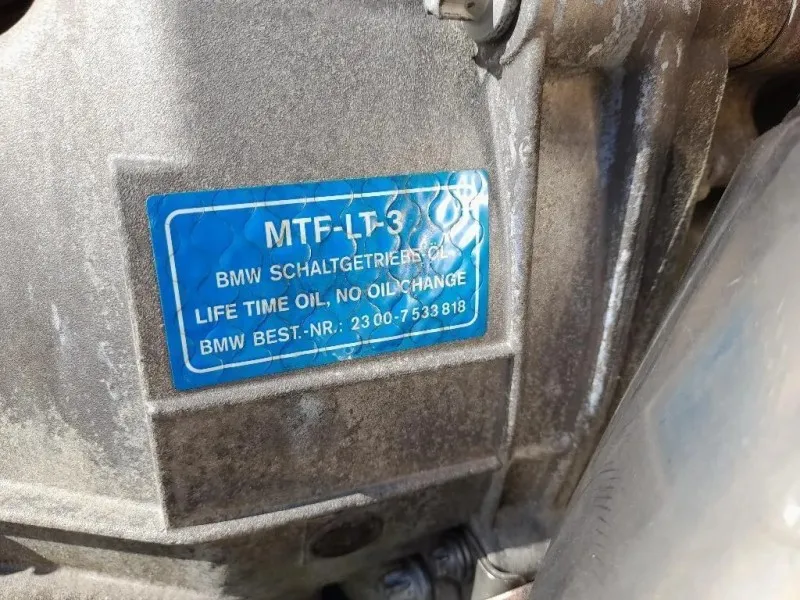 MTF-LT-3
BMW SCHALTGETRIEBE-ÖL
LIFE TIME OIL, NO OIL CHANGE
BMW BEST.-NR.: 23 00-7 533 818